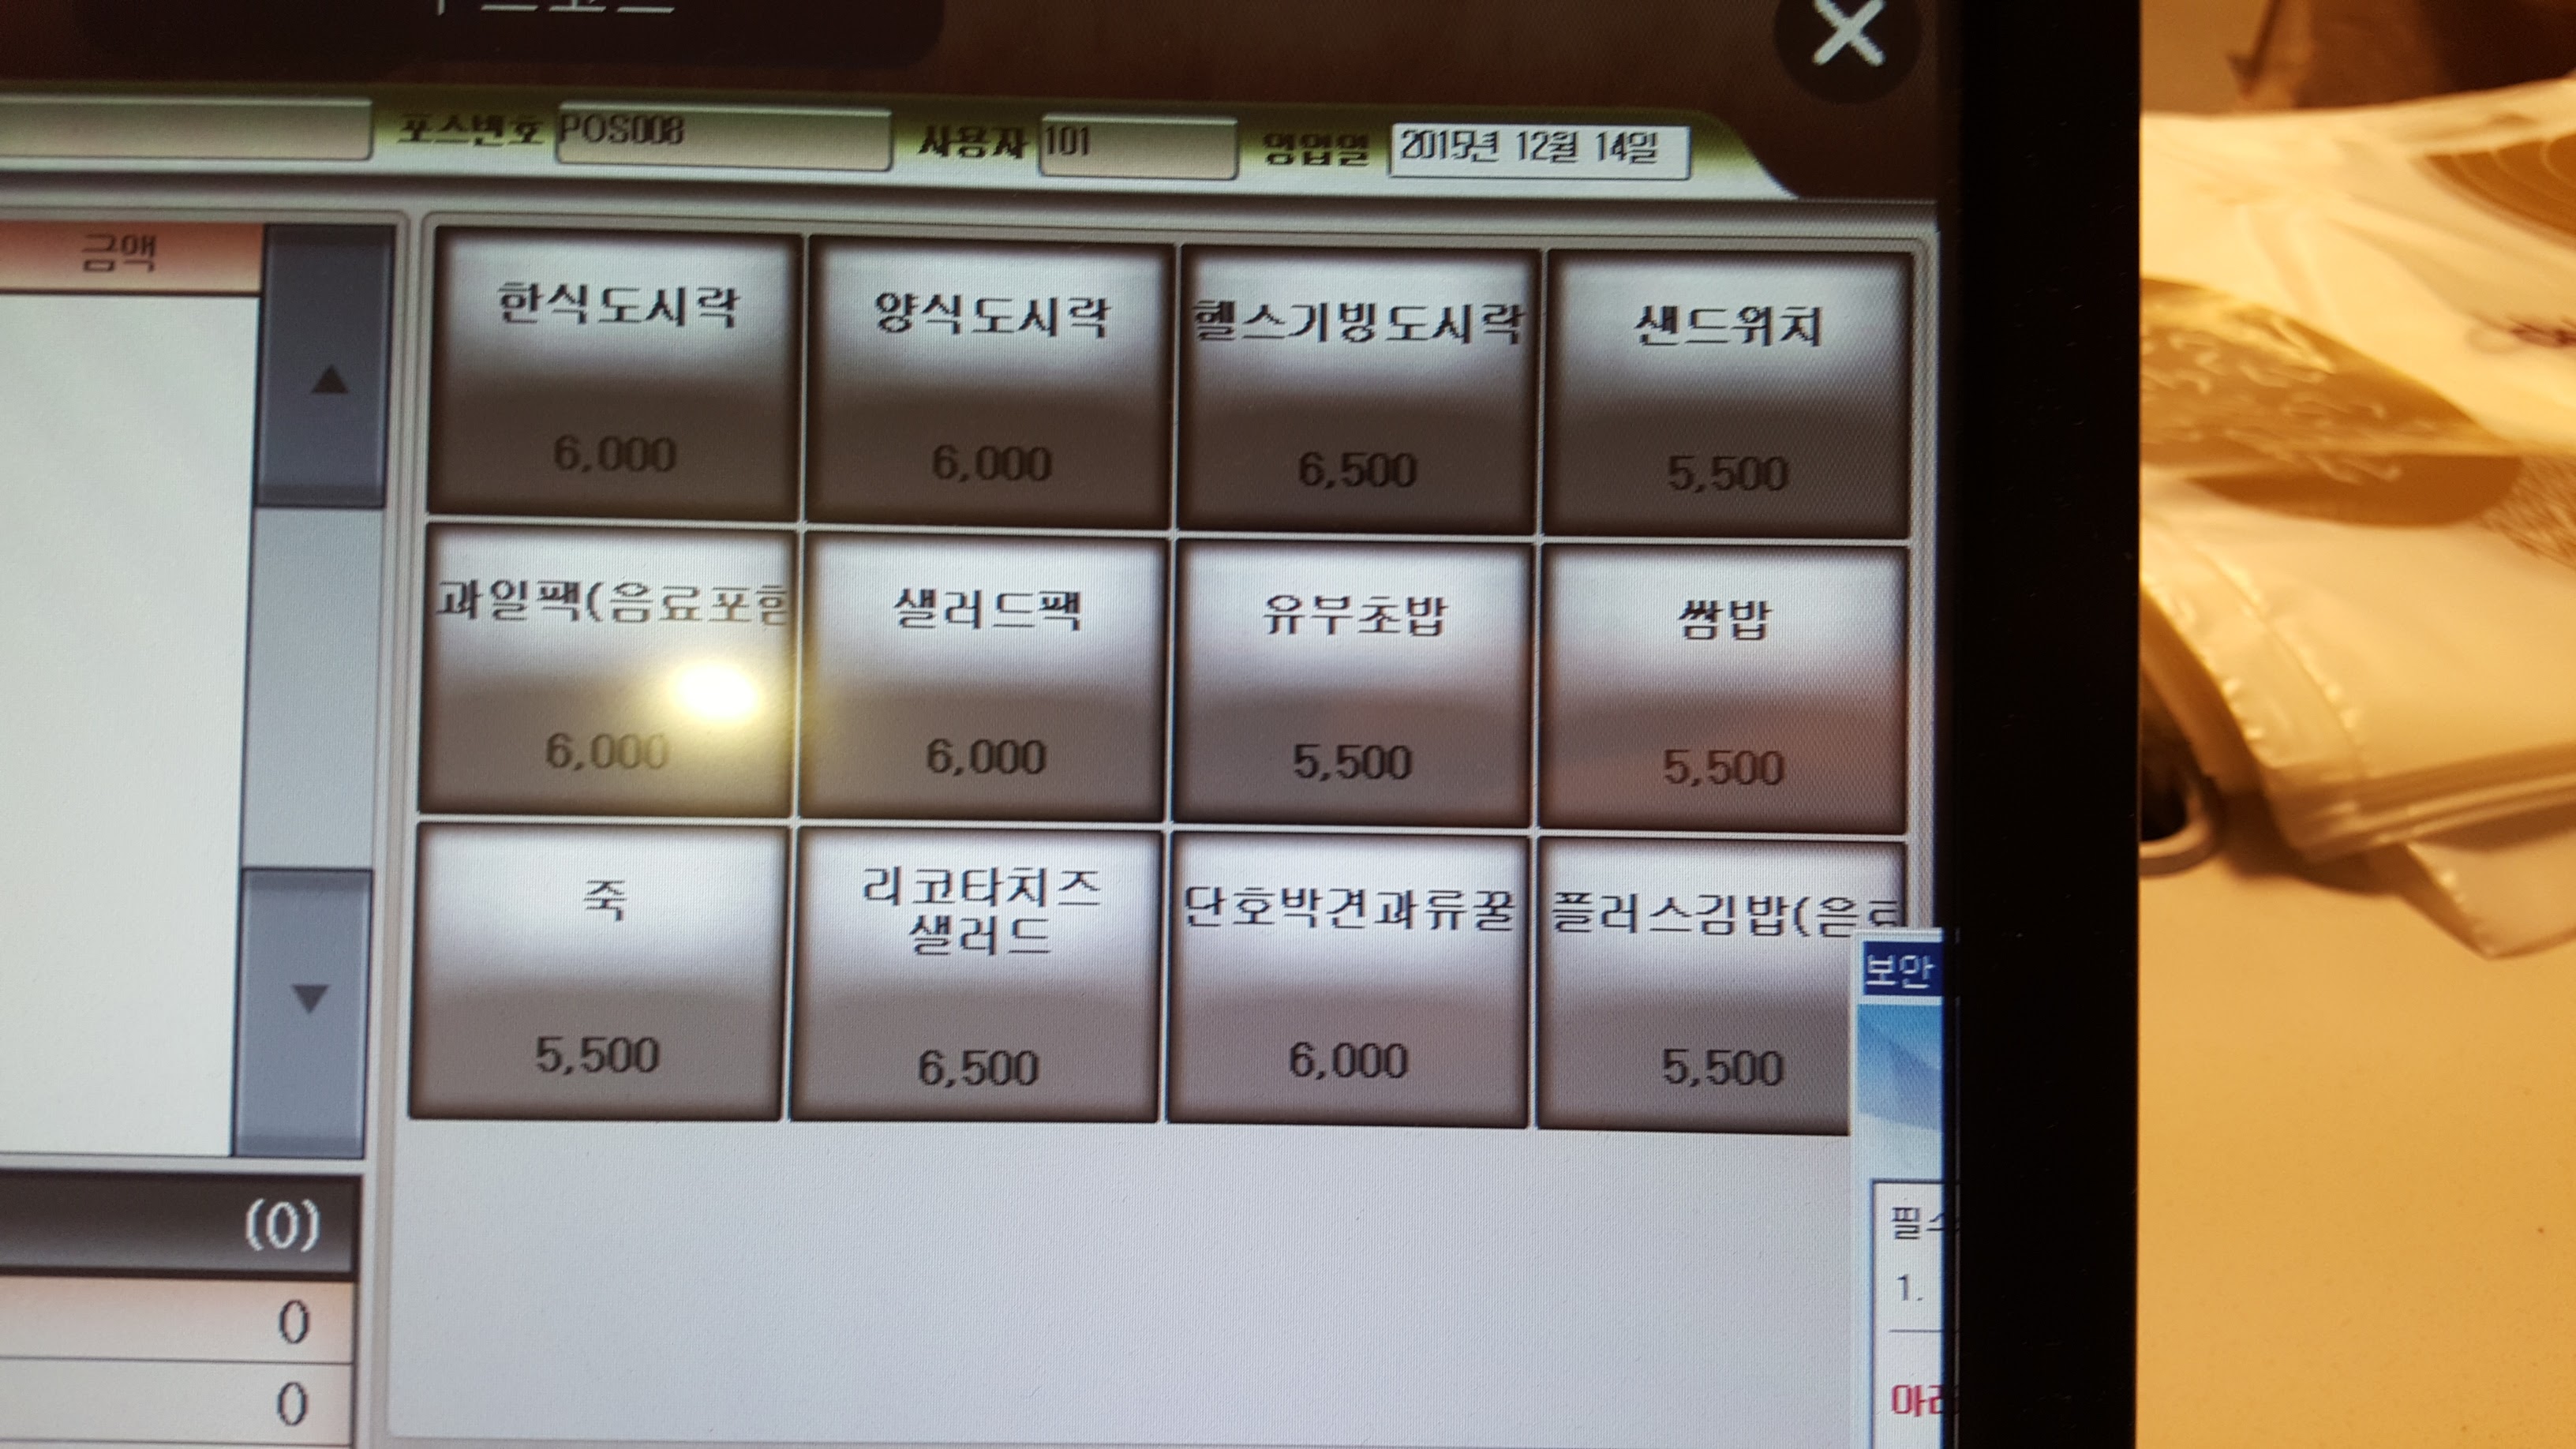 포스번호 POS008 사용자 101 영업일 2015년 12월 14일
금액
한식도시락 양식도시락 헬스기빙도시락 샌드위치
6,000 6,000 6,500 5,500
과일팩(음료포함 샐러드팩 유부초밥 쌈밥
6,000 6,000 5,500 5,500
죽 리코타치즈 단호박견과류꿀 플러스김밥(음료
샐러드
5,500 6,500 6,000 5,500
보안
(0)
필수
1.
0
0